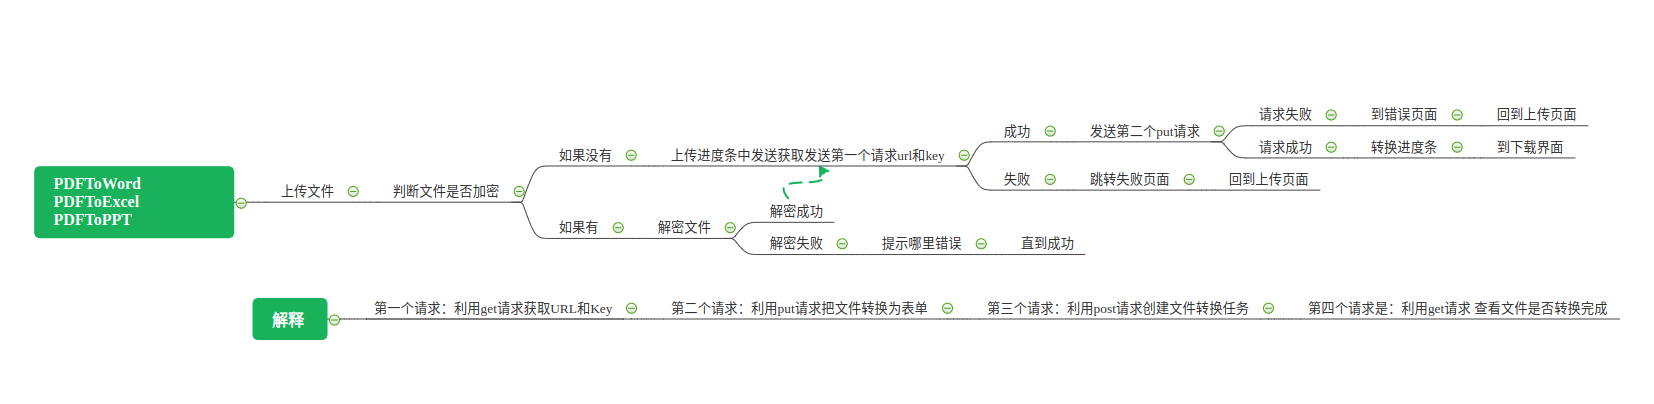 PDFToWord
PDFToExcel
PDFToPPT
上传文件
判断文件是否加密
如果没有
上传进度条中发送获取发送第一个请求url和key
成功
发送第二个put请求
请求失败
到错误页面
回到上传页面
请求成功
转换进度条
到下载界面
失败
跳转失败页面
回到上传页面
如果有
解密文件
解密成功
解密失败
提示哪里错误
直到成功
解释
第一个请求：利用get请求获取URL和Key
第二个请求：利用put请求把文件转换为表单
第三个请求：利用post请求创建文件转换任务
第四个请求是：利用get请求 查看文件是否转换完成